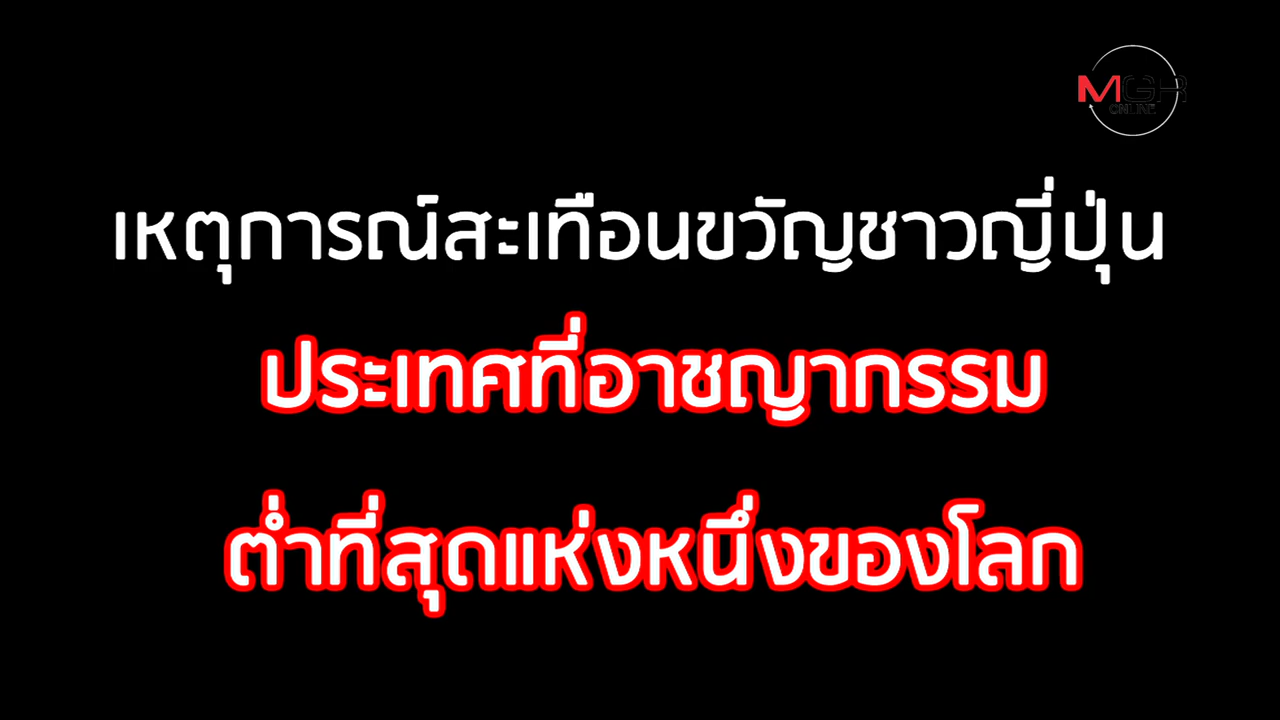 MGR
ONLINE
เหตุการณ์สะเทือนขวัญชาวญี่ปุ่น
ประเทศที่อาชญากรรม
ต่ำที่สุดแห่งหนึ่งของโลก